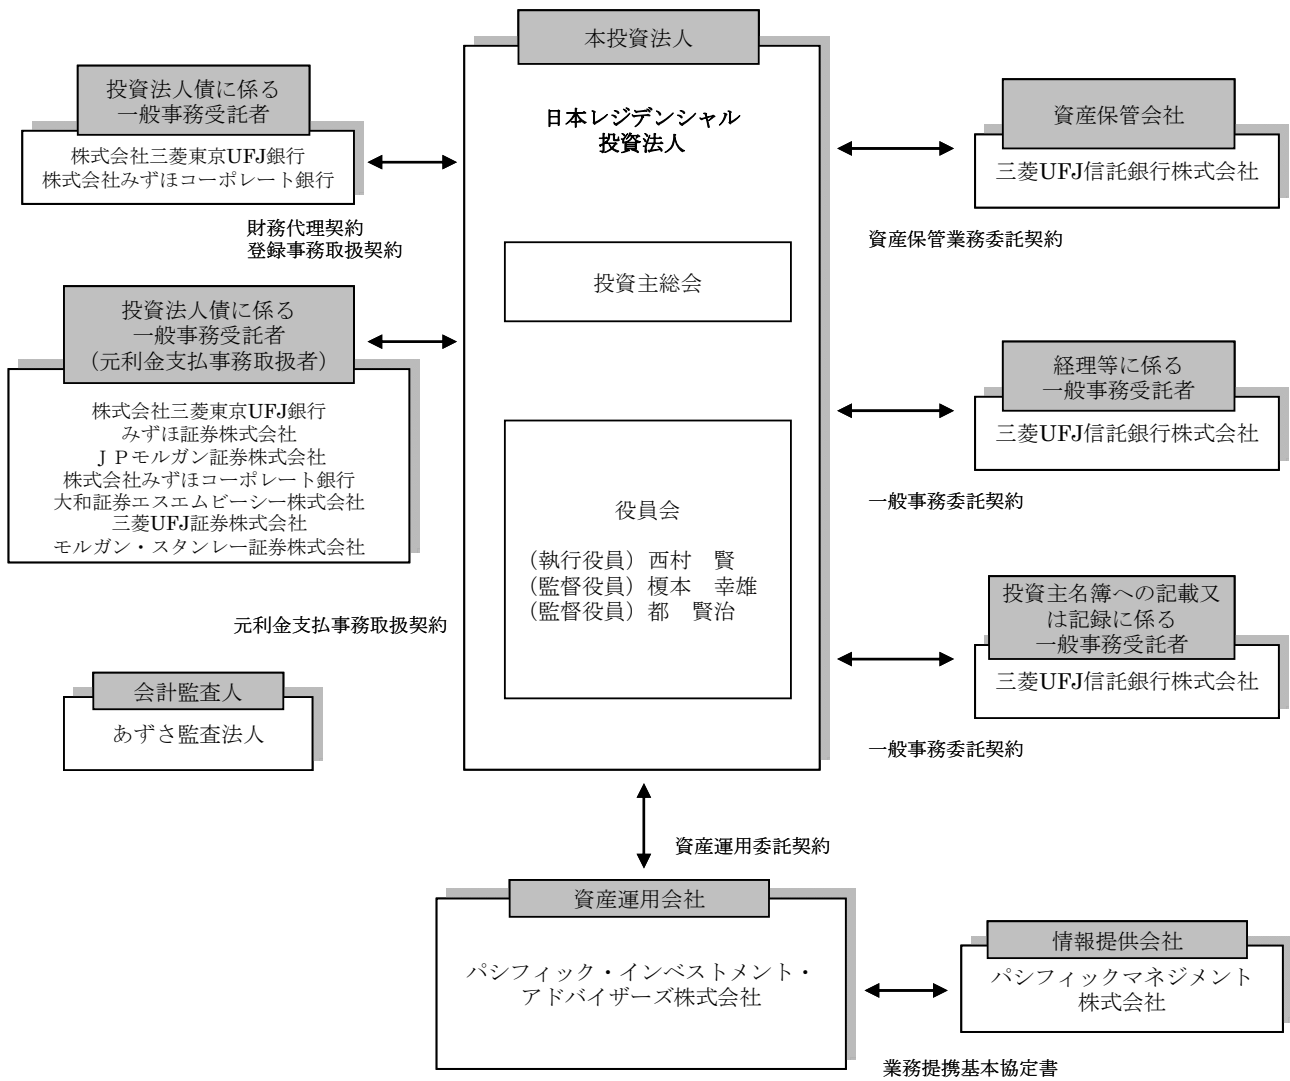 本投資法人
日本レジデンシャル
投資法人
投資主総会
役員会
(執行役員) 西村　賢
(監督役員) 榎本　幸雄
(監督役員) 都　賢治
投資法人債に係る
一般事務受託者
株式会社三菱東京UFJ銀行
株式会社みずほコーポレート銀行
財務代理契約
登録事務取扱契約
投資法人債に係る
一般事務受託者
（元利金支払事務取扱者）
株式会社三菱東京UFJ銀行
みずほ証券株式会社
ＪＰモルガン証券株式会社
株式会社みずほコーポレート銀行
大和証券エスエムビーシー株式会社
三菱UFJ証券株式会社
モルガン・スタンレー証券株式会社
元利金支払事務取扱契約
会計監査人
あずさ監査法人
資産保管会社
三菱UFJ信託銀行株式会社
資産保管業務委託契約
経理等に係る
一般事務受託者
三菱UFJ信託銀行株式会社
一般事務委託契約
投資主名簿への記載又
は記録に係る
一般事務受託者
三菱UFJ信託銀行株式会社
一般事務委託契約
資産運用委託契約
資産運用会社
パシフィック・インベストメント・
アドバイザーズ株式会社
情報提供会社
パシフィックマネジメント
株式会社
業務提携基本協定書